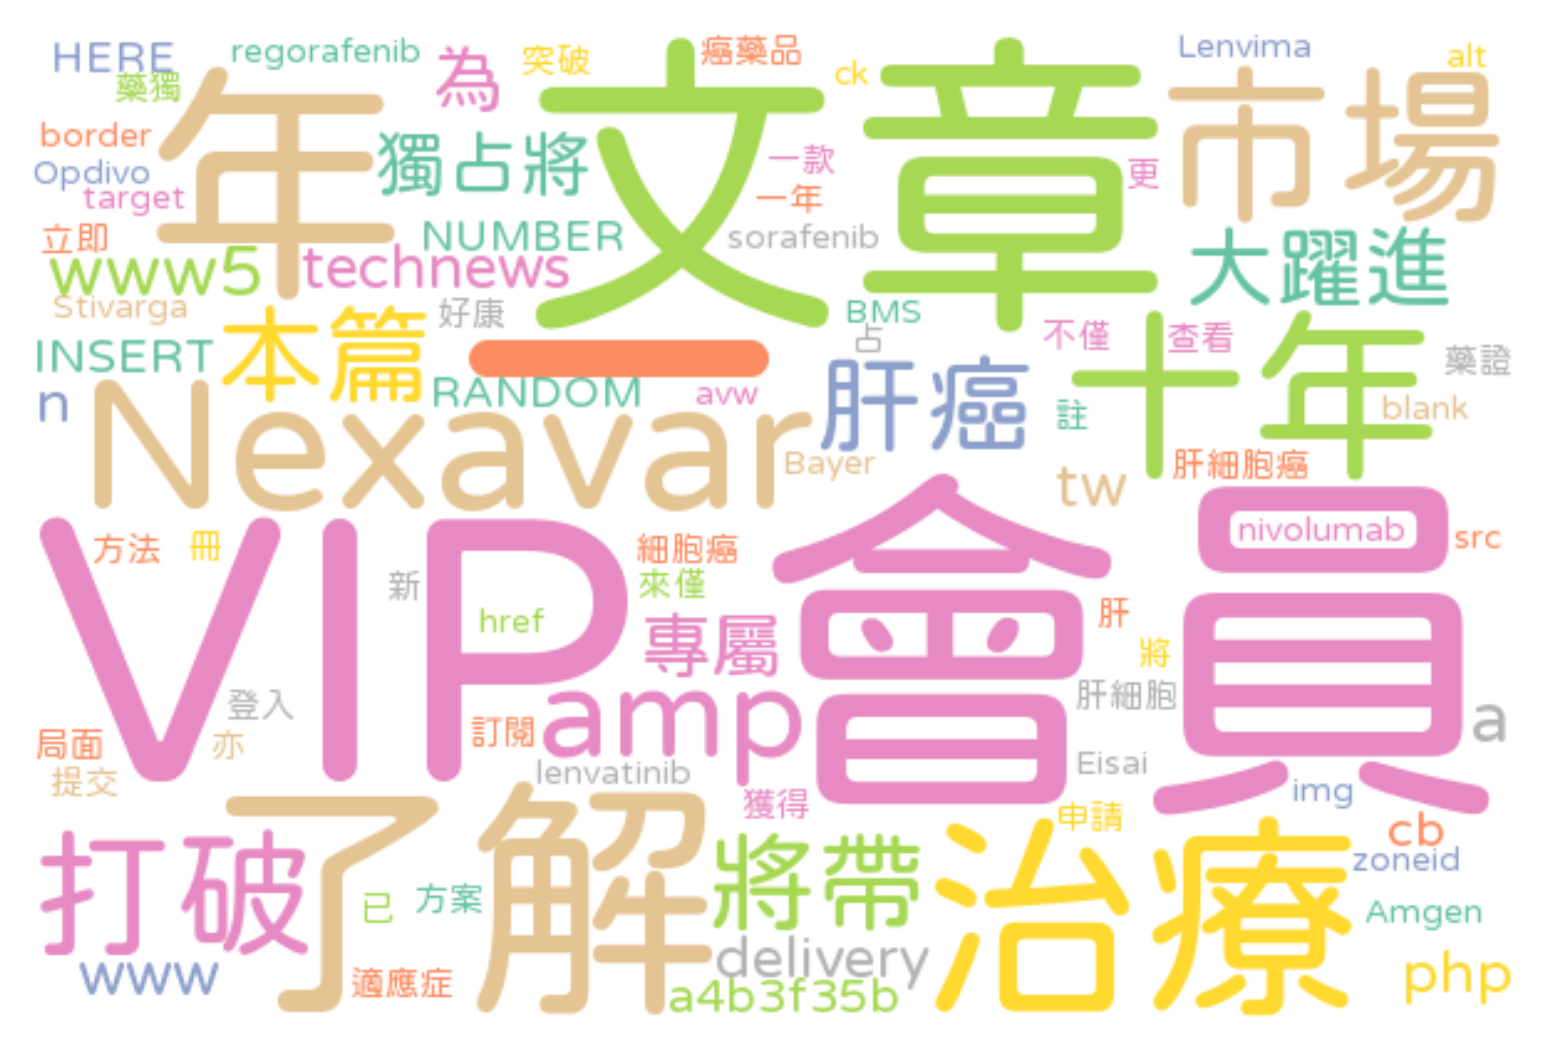 HERE
regorafenib
為
突破
文章
癌藥品
ck
Lenvima
alt
市場
藥獨
年
border
獨占將
一款
更
Opdivo
target
一年
立即
NUMBER
sorafenib
www5
technews
大躍進
Stivarga
好康
BMS
占
不僅
查看
十年
藥證
INSERT
本篇
一
肝癌
n
Nexavar
RANDOM
avw
註
blank
Bayer
tw
肝細胞癌
VIP
會員
nivolumab
src
方法
冊
細胞癌
新
來僅
href
專屬
肝
將
登入
肝細胞
a
局面
亦
訂閱
amp
提交
lenvatinib
Eisai
獲得
img
了解
申請
cb
打破
將帶
治療
zoneid
已
方案
Amgen
www
適應症
delivery
a4b3f35b
php